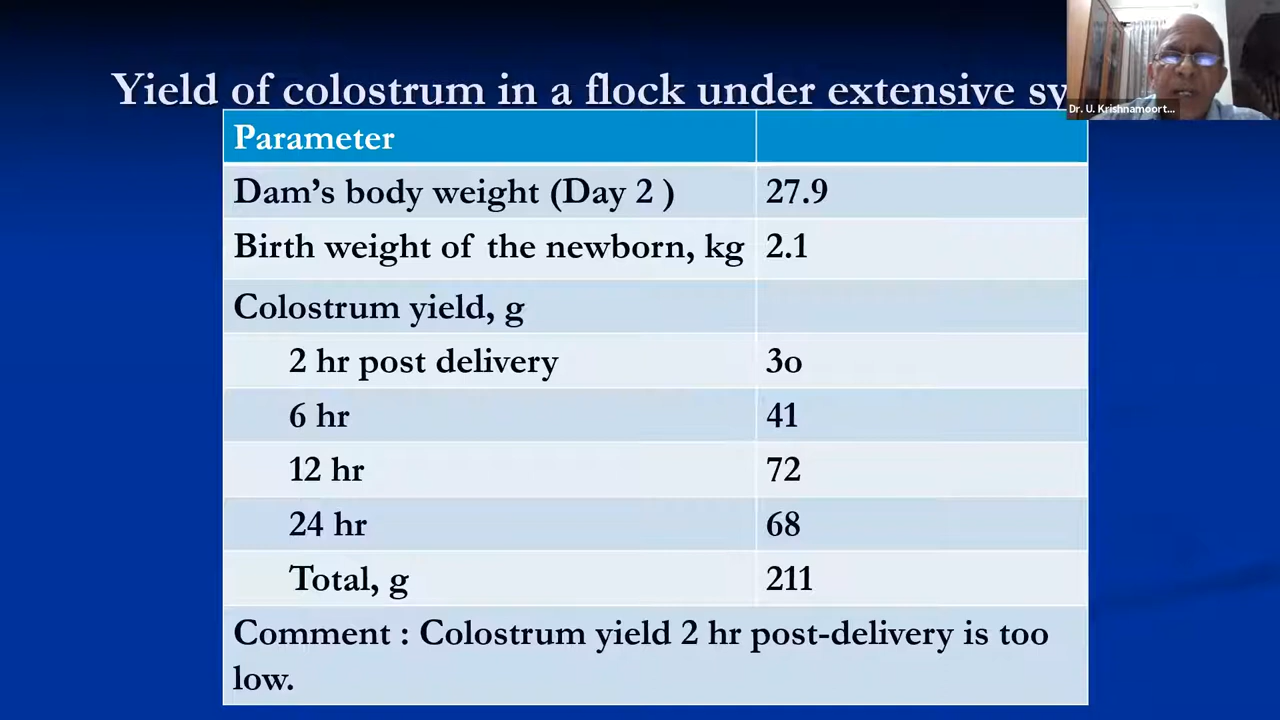 Yield of colostrum in a flock under extensive sy
Dr. U. Krishnamoort...
Parameter
Dam's body weight (Day 2 ) 27.9
Birth weight of the newborn, kg 2.1
Colostrum yield, g
2 hr post delivery 3o
6 hr 41
12 hr 72
24 hr 68
Total, g 211
Comment : Colostrum yield 2 hr post-delivery is too
low.